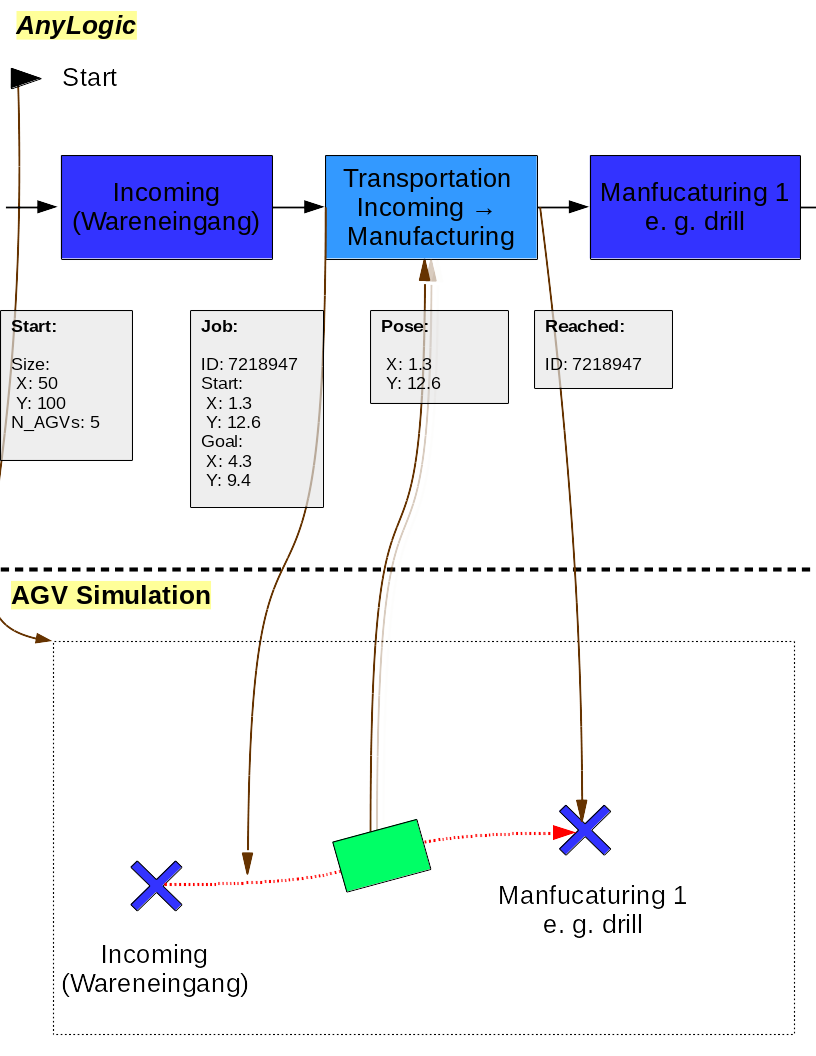 AnyLogic
Start
Incoming
(Wareneingang)
Transportation
Incoming →
Manufacturing
Manfucaturing 1
e. g. drill
Start:
Size:
X: 50
Y: 100
N_AGVs: 5
Job:
ID: 7218947
Start:
X: 1.3
Y: 12.6
Goal:
X: 4.3
Y: 9.4
Pose:
X: 1.3
Y: 12.6
Reached:
ID: 7218947
AGV Simulation
Manfucaturing 1
e. g. drill
Incoming
(Wareneingang)